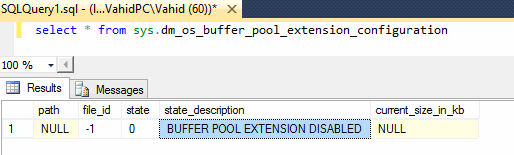 SQLQuery1.sql - (l...VahidPC\Vahid (60))*
select * from sys.dm_os_buffer_pool_extension_configuration
100 %
Results Messages
path file_id state state_description current_size_in_kb
1 NULL -1 0 BUFFER POOL EXTENSION DISABLED NULL